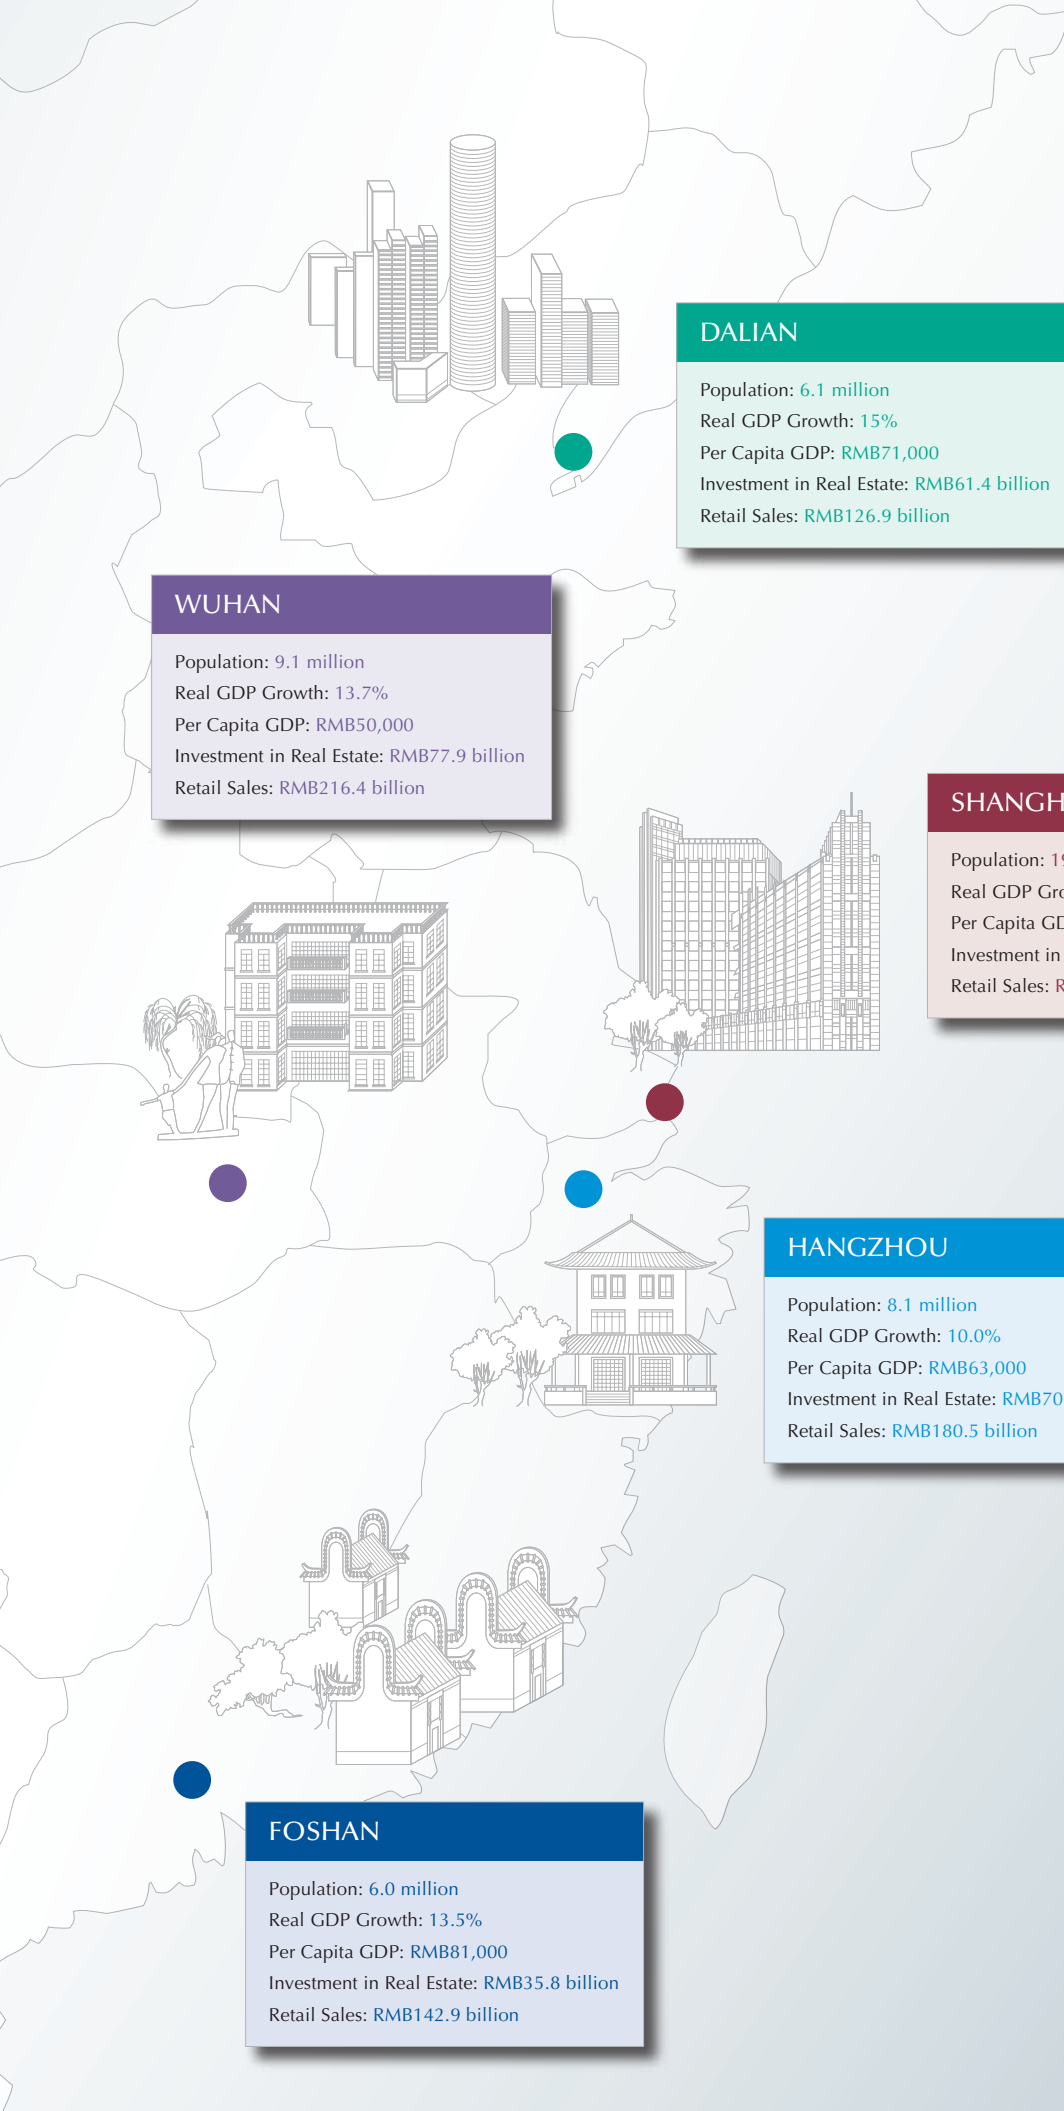 DALIAN
Population: 6.1 million
Real GDP Growth: 15%
Per Capita GDP: RMB71,000
Investment in Real Estate: RMB61.4 billion
Retail Sales: RMB126.9 billion
WUHAN
Population: 9.1 million
Real GDP Growth: 13.7%
Per Capita GDP: RMB50,000
Investment in Real Estate: RMB77.9 billion
Retail Sales: RMB216.4 billion
Population:
Real GDP
Per Capita
Investment in
Retail Sales:
HANGZHOU
Population: 8.1 million
Real GDP Growth: 10.0%
Per Capita GDP: RMB63,000
Investment in Real Estate: RMB70
Retail Sales: RMB180.5 billion
FOSHAN
Population: 6.0 million
Real GDP Growth: 13.5%
Per Capita GDP: RMB81,000
Investment in Real Estate: RMB35.8 billion
Retail Sales: RMB142.9 billion